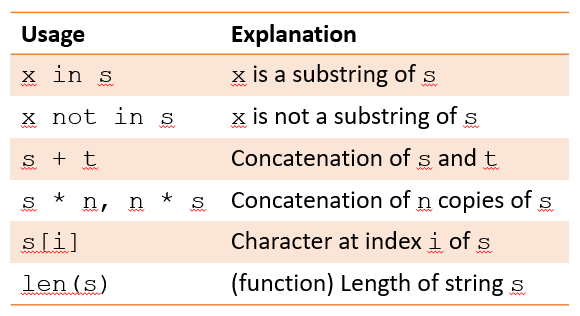 Usage Explanation
x in s x is a substring of s
x not in s x is not a substring of s
s + t Concatenation of s and t
s * n, n * s Concatenation of n copies of s
s[i] Character at index i of s
len(s) (function) Length of string s